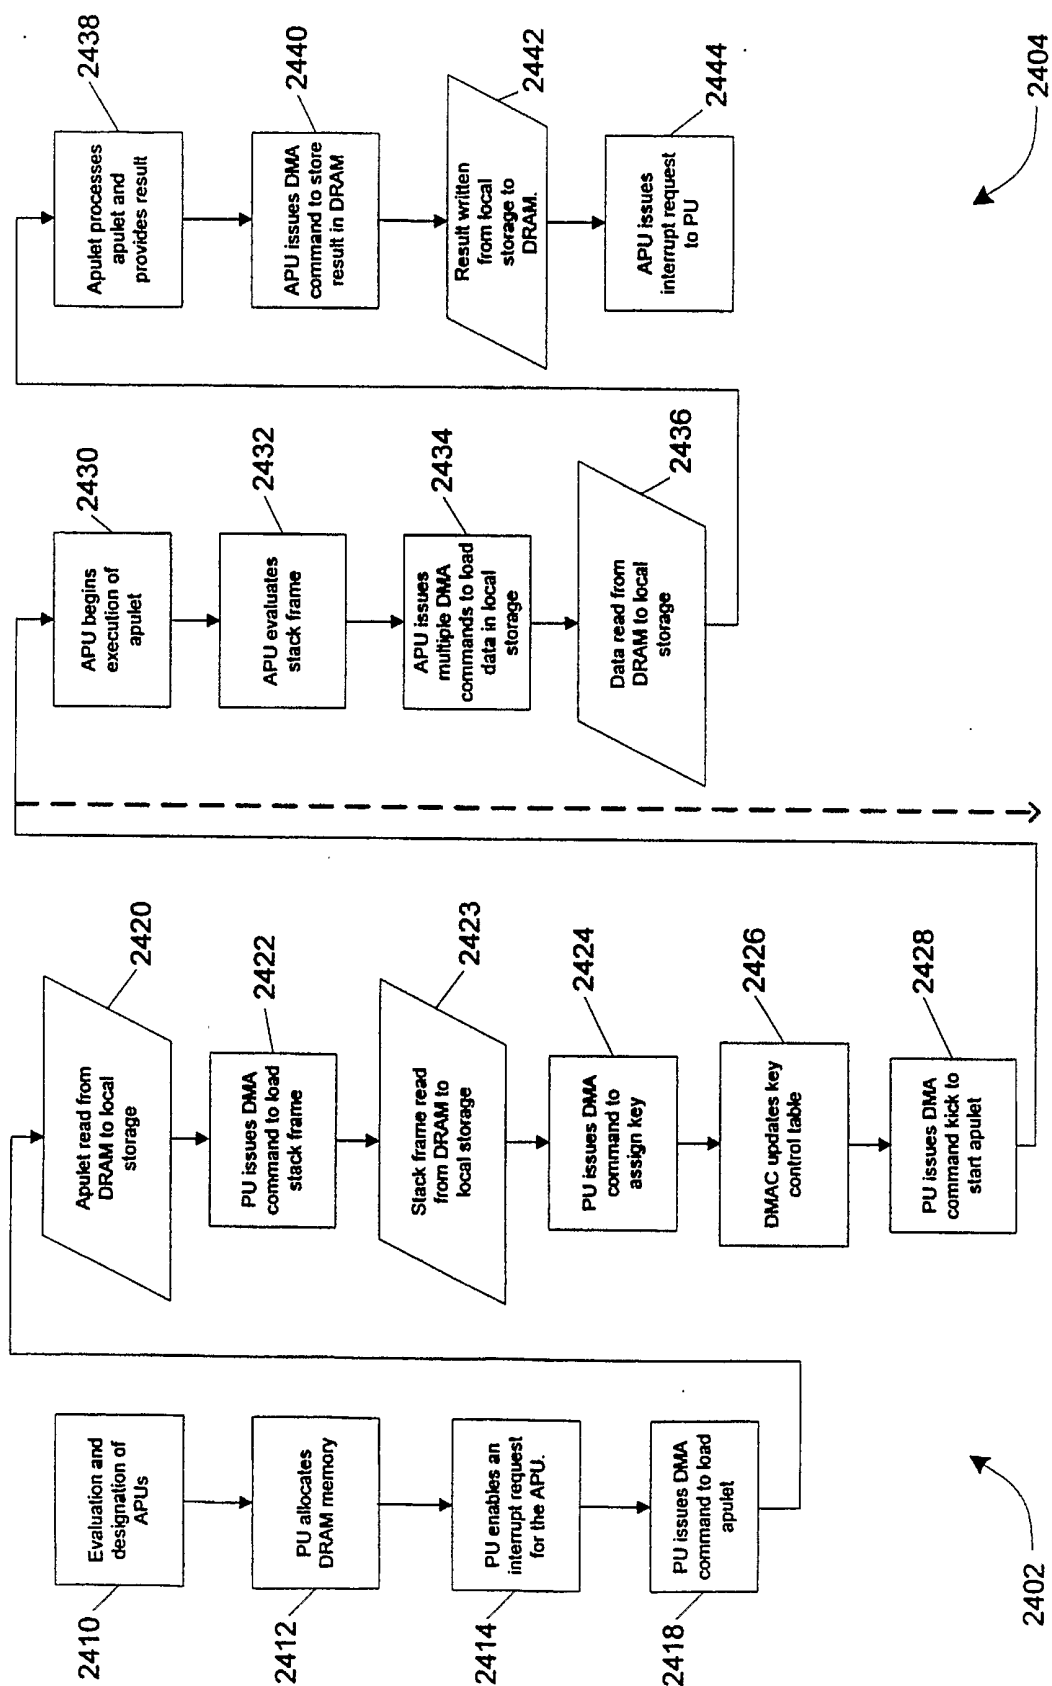 Evaluation and
designation of
APUs
2410
PU allocates
DRAM memory
2412
PU enables an
interrupt request
for the APU.
2414
PU issues DMA
command to load
apulet
2418
2402
Apulet read from
DRAM to local
storage
2420
PU issues DMA
command to load
stack frame
2422
Stack frame read
from DRAM to
local storage
2423
PU issues DMA
command to
assign key
2424
DMAC updates key
control table
2426
PU issues DMA
command kick to
start apulet
2428
APU begins
execution of
apulet
2430
APU evaluates
stack frame
2432
APU issues
multiple DMA
commands to load
data in local
storage
2434
Data read from
DRAM to local
storage
2436
Apulet processes
apulet and
provides result
2438
APU issues DMA
command to store
result in DRAM
2440
Result written
from local
storage to
DRAM.
2442
APU issues
interrupt request
to PU
2444
2404